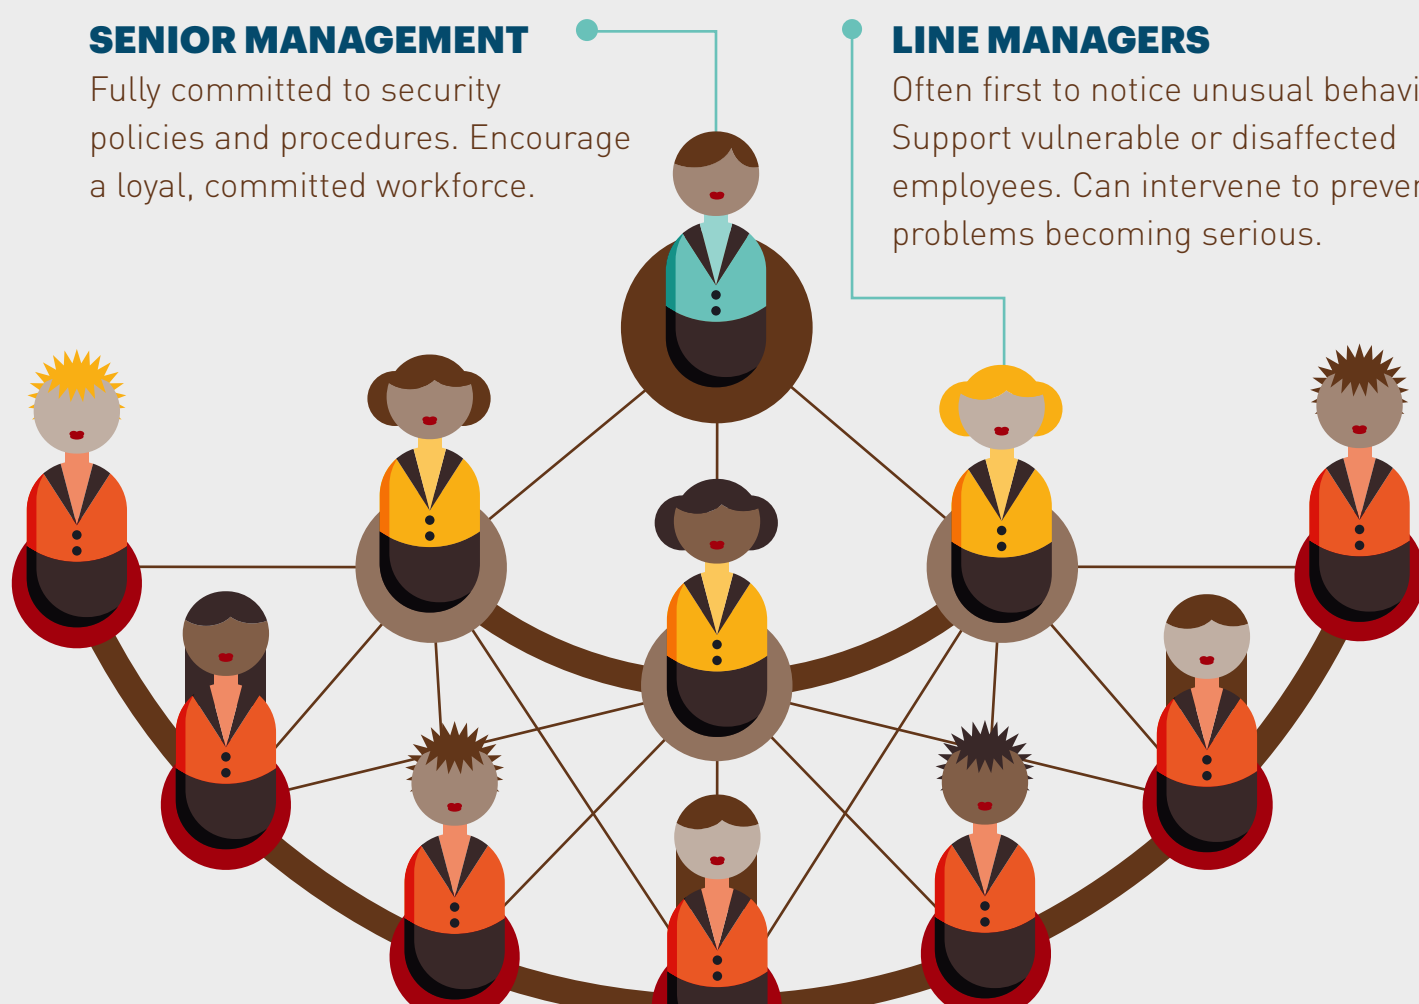 SENIOR MANAGEMENT
Fully committed to security
policies and procedures. Encourage
a loyal, committed workforce.
LINE MANAGERS
Often first to notice unusual
Support vulnerable or disaffected
employees. Can intervene to
problems becoming serious.